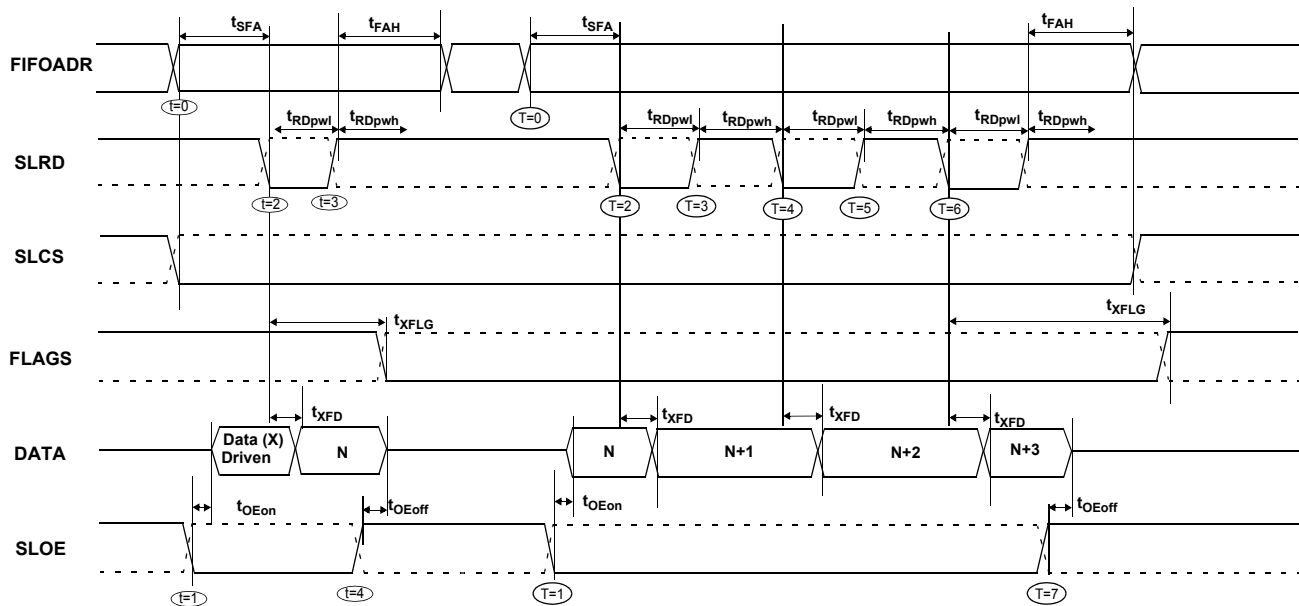 tSFA tFAH tSFA tFAH
FIFOADR
t=0 T=0
tRDpwl tRDpwh tRDpwl tRDpwh tRDpwl tRDpwh tRDpwl tRDpwh
SLRD
t=2 t=3 T=2 T=3 T=4 T=5 T=6
SLCS
tXFLG tXFLG
FLAGS
tXFD tXFD tXFD tXFD
DATA
Data (X)
Driven
N N N+1 N+2 N+3
tOEon tOEoff tOEon tOEoff
SLOE
t=1 t=4 T=1 T=7